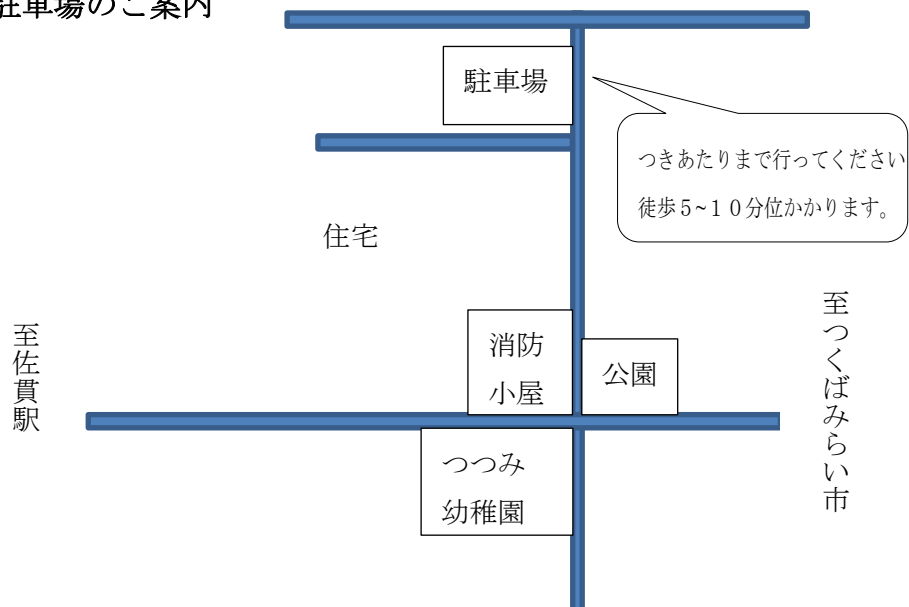 駐車場のご案内
駐車場
つきあたりまで行ってください
徒歩5~10分位かかります。
住宅
至佐貫駅
消防
小屋
公園
至つくばみらい市
つつみ
幼稚園